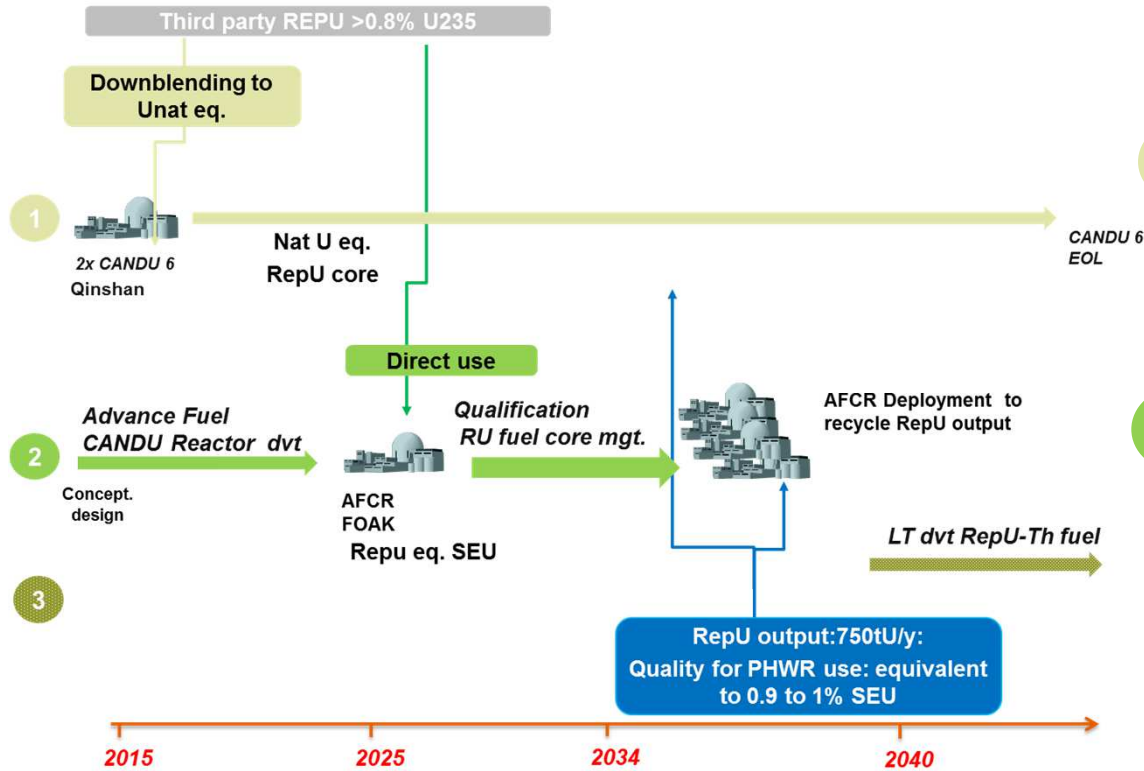 Third party REPU >0.8% U235
Downblending to
Unat eq.
1
2x CANDU 6
Qinshan
Nat U eq.
RepU core
CANDU 6
EOL
Direct use
2
Advance Fuel
CANDU Reactor dvt
Concept.
design
AFCR
FOAK
Repu eq. SEU
Qualification
RU fuel core mgt.
AFCR Deployment to
recycle RepU output
3
LT dvt RepU-Th fuel
RepU output:750tU/y:
Quality for PHWR use: equivalent
to 0.9 to 1% SEU
2015
2025
2034
2040